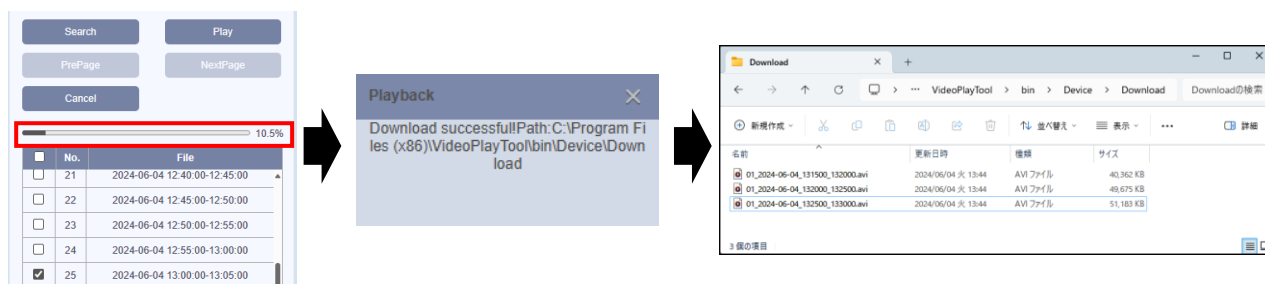 Search Play
PrePage NextPage
Cancel
10.5%
No. File
21 2024-06-04 12:40:00-12:45:00
22 2024-06-04 12:45:00-12:50:00
23 2024-06-04 12:50:00-12:55:00
24 2024-06-04 12:55:00-13:00:00
25 2024-06-04 13:00:00-13:05:00
Playback
Download successful!Path:C:\Program Fi
les (x86)\VideoPlayTool\bin\Device\Down
load
Download
VideoPlayTool > bin > Device > Download Downloadの検索
新規作成 並べ替え 表示 詳細
名前 更新日時 種類 サイズ
01_2024-06-04_131500_132000.avi 2024/06/04 火 13:44 AVI ファイル 40,362 KB
01_2024-06-04_132000_132500.avi 2024/06/04 火 13:44 AVI ファイル 49,675 KB
01_2024-06-04_132500_133000.avi 2024/06/04 火 13:44 AVI ファイル 51,183 KB
3 個の項目